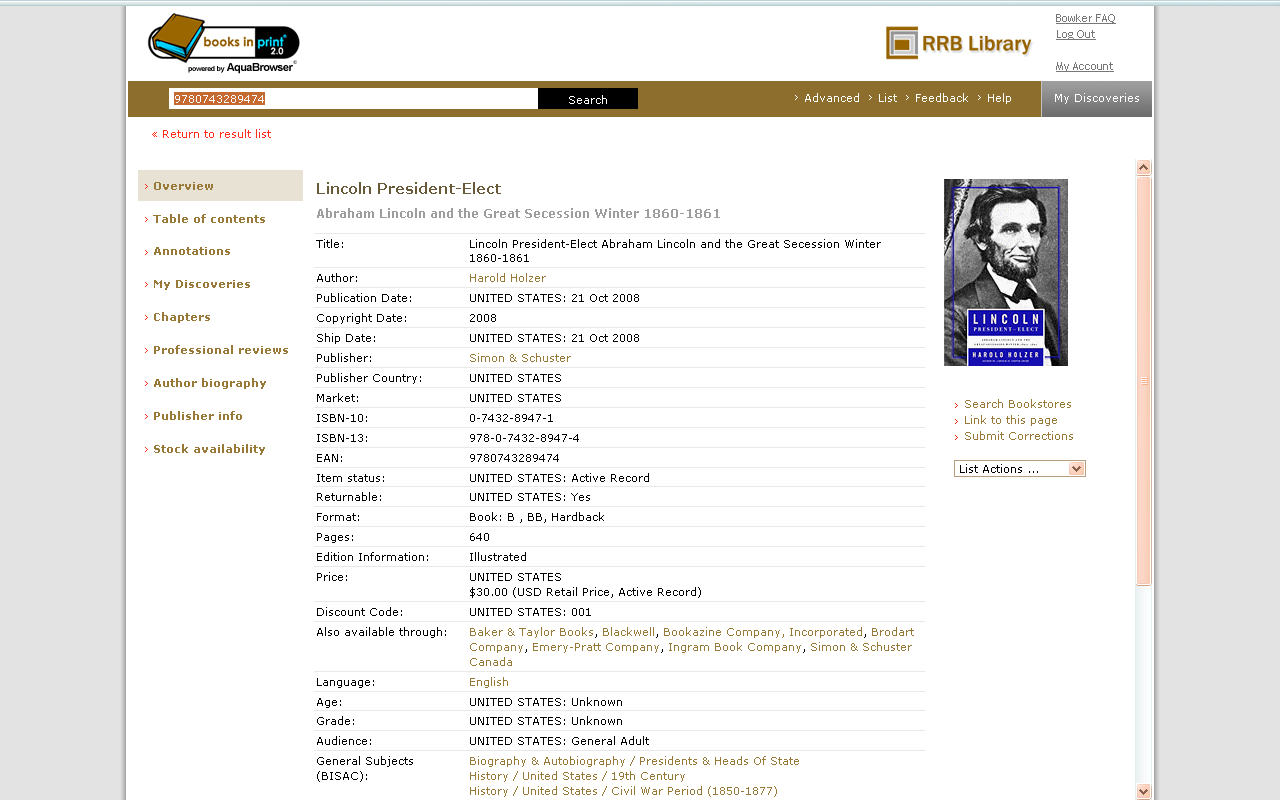 books in print 2.0
powered by AquaBrowser
RRB Library
Bowker FAQ
Log Out
My Account
9780743289474
Search
Advanced
List
Feedback
Help
My Discoveries
« Return to result list
Overview
Table of contents
Annotations
My Discoveries
Chapters
Professional reviews
Author biography
Publisher info
Stock availability
Lincoln President-Elect
Abraham Lincoln and the Great Secession Winter 1860-1861
Title: Lincoln President-Elect Abraham Lincoln and the Great Secession Winter
1860-1861
Author: Harold Holzer
Publication Date: UNITED STATES: 21 Oct 2008
Copyright Date: 2008
Ship Date: UNITED STATES: 21 Oct 2008
Publisher: Simon & Schuster
Publisher Country: UNITED STATES
Market: UNITED STATES
ISBN-10: 0-7432-8947-1
ISBN-13: 978-0-7432-8947-4
EAN: 9780743289474
Item status: UNITED STATES: Active Record
Returnable: UNITED STATES: Yes
Format: Book: B , BB, Hardback
Pages: 640
Edition Information: Illustrated
Price: UNITED STATES
$30.00 (USD Retail Price, Active Record)
Discount Code: UNITED STATES: 001
Also available through: Baker & Taylor Books, Blackwell, Bookazine Company, Incorporated, Brodart
Company, Emery-Pratt Company, Ingram Book Company, Simon & Schuster
Canada
Language: English
Age: UNITED STATES: Unknown
Grade: UNITED STATES: Unknown
Audience: UNITED STATES: General Adult
General Subjects Biography & Autobiography / Presidents & Heads Of State
(BISAC): History / United States / 19th Century
History / United States / Civil War Period (1850-1877)
LINCOLN
PRESIDENT-ELECT
HAROLD HOLZER
Search Bookstores
Link to this page
Submit Corrections
List Actions ...